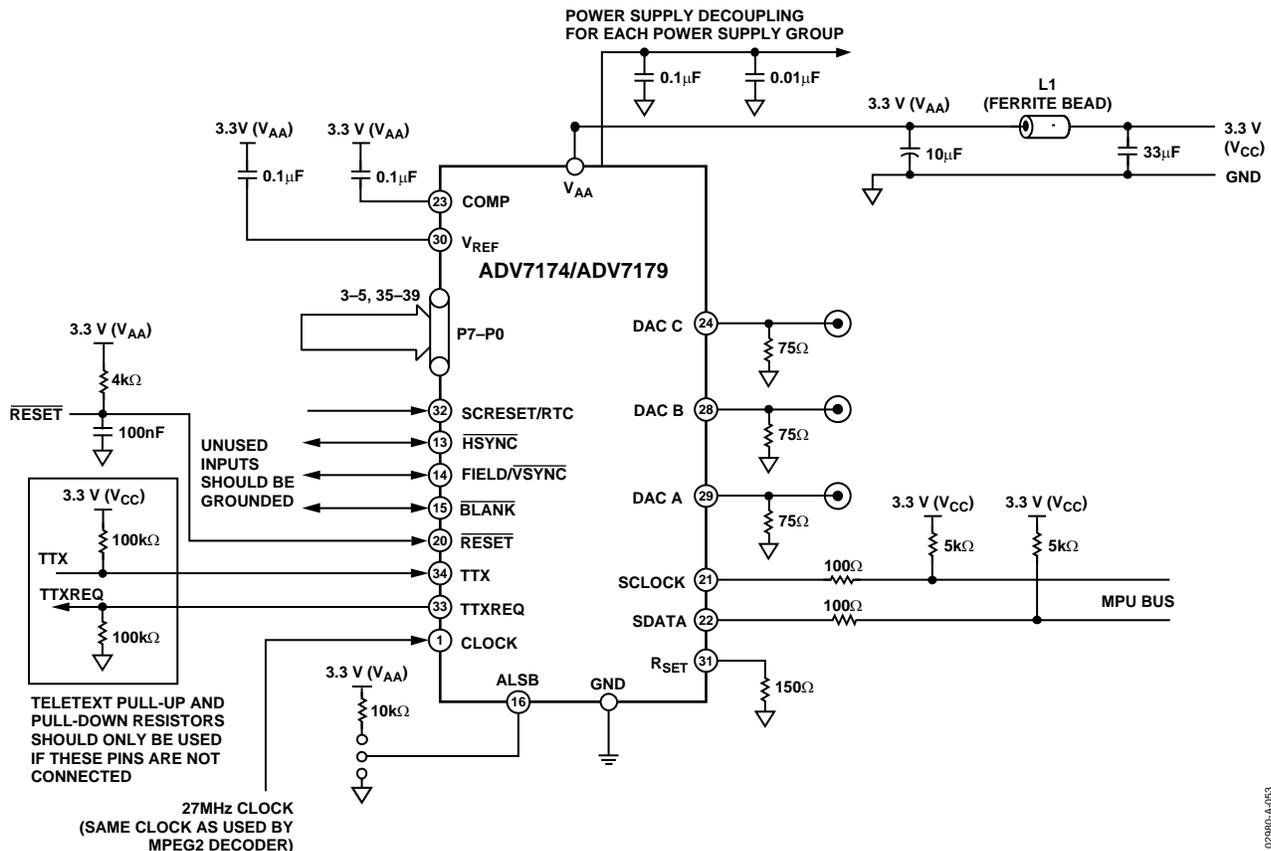 POWER SUPPLY DECOUPLING
FOR EACH POWER SUPPLY GROUP
0.1μF
0.01μF
L1
(FERRITE BEAD)
3.3 V (VAA)
10μF
33μF
3.3 V
(VCC)
GND
3.3V (VAA)
0.1μF
3.3 V (VAA)
0.1μF
VAA
23
COMP
30
VREF
ADV7174/ADV7179
3–5, 35–39
P7–P0
3.3 V (VAA)
4kΩ
RESET
100nF
UNUSED
INPUTS
SHOULD BE
GROUNDED
32
SCRESET/RTC
13
HSYNC
14
FIELD/VSYNC
15
BLANK
20
RESET
34
TTX
33
TTXREQ
1
CLOCK
3.3 V (VCC)
100kΩ
TTX
TTXREQ
100kΩ
TELETEXT PULL-UP AND
PULL-DOWN RESISTORS
SHOULD ONLY BE USED
IF THESE PINS ARE NOT
CONNECTED
27MHz CLOCK
(SAME CLOCK AS USED BY
MPEG2 DECODER)
3.3 V (VAA)
10kΩ
ALSB
16
GND
DAC C
24
75Ω
DAC B
28
75Ω
DAC A
29
75Ω
3.3 V (VCC)
5kΩ
3.3 V (VCC)
5kΩ
SCLOCK
21
100Ω
SDATA
22
100Ω
MPU BUS
RSET
31
150Ω
02980-A-053